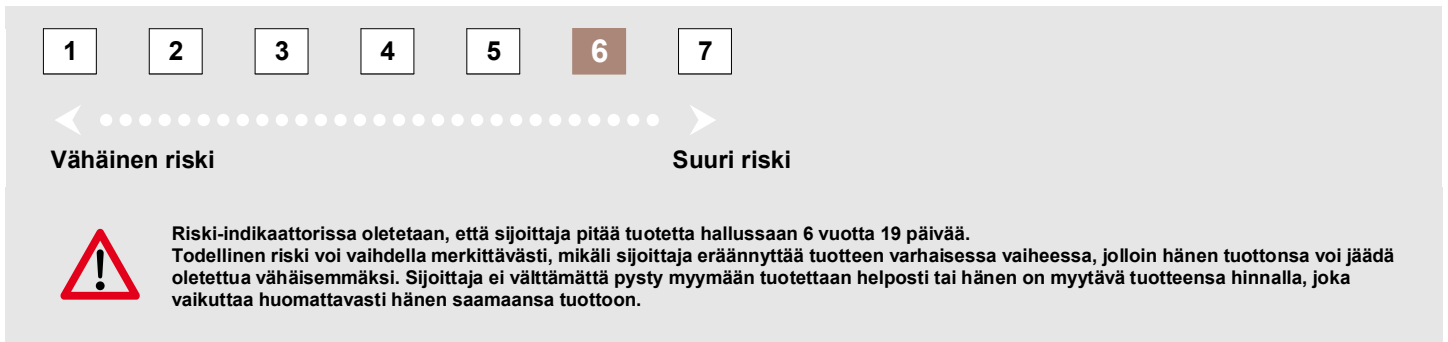 1 2 3 4 5 6 7
Vähäinen riski Suuri riski
Riski-indikaattorissa oletetaan, että sijoittaja pitää tuotetta hallussaan 6 vuotta 19 päivää.
Todellinen riski voi vaihdella merkittävästi, mikäli sijoittaja eräännyttää tuotteen varhaisessa vaiheessa, jolloin hänen tuottonsa voi jäädä
oletettua vähäisemmäksi. Sijoittaja ei välttämättä pysty myymään tuotettaan helposti tai hänen on myytävä tuotteensa hinnalla, joka
vaikuttaa huomattavasti hänen saamaansa tuottoon.